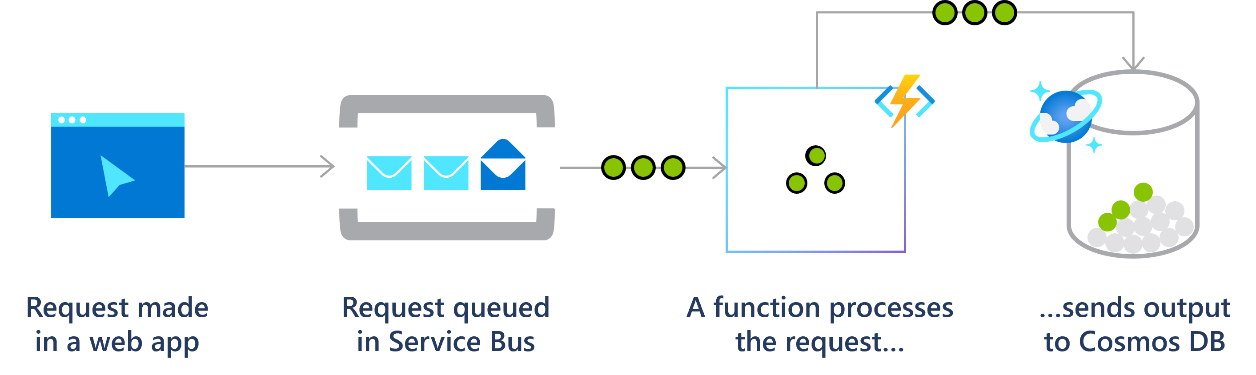 Request made
in a web app
Request queued
in Service Bus
A function processes
the request...
...sends output
to Cosmos DB